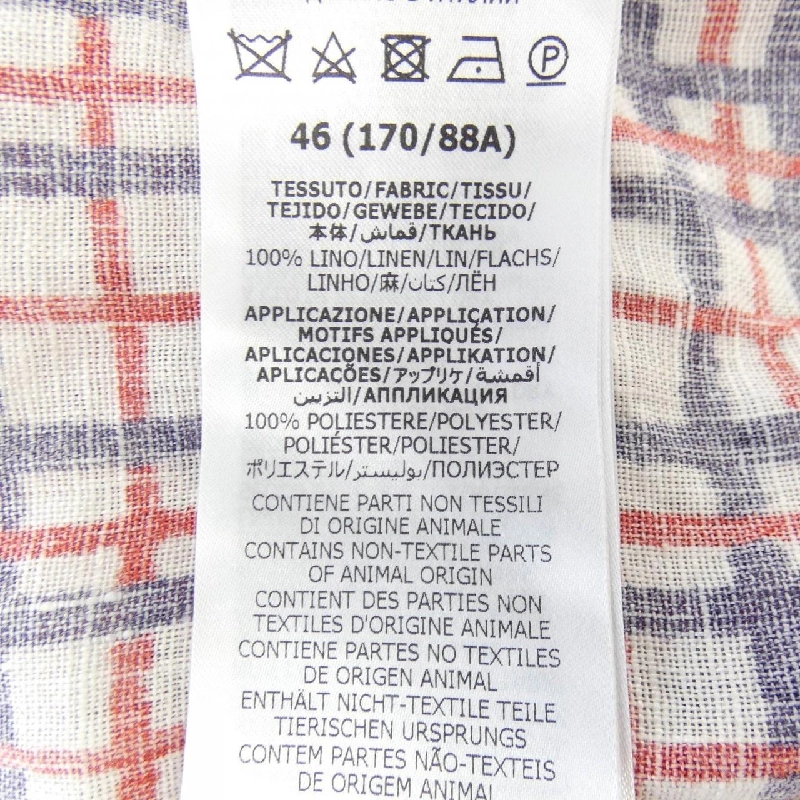 P
46 (170/88A)
TESSUTO/FABRIC/TISSU/
TEJIDO/GEWEBE/TECIDO/
本体/قماش/ТКАНЬ
100% LINO/LINEN/LIN/FLACHS/
LINHO/麻/كتان/ЛЁН
APPLICAZIONE/APPLICATION/
MOTIFS APPLIQUÉS/
APLICACIONES/APPLIKATION/
APLICAÇÕES/アップリケ/أقمشة
التزيين/АППЛИКАЦИЯ
100% POLIESTERE/POLYESTER/
POLIÉSTER/POLIESTER/
ポリエステル/بوليستر/ПОЛИЭСТЕР
CONTIENE PARTI NON TESSILI
DI ORIGINE ANIMALE
CONTAINS NON-TEXTILE PARTS
OF ANIMAL ORIGIN
CONTIENT DES PARTIES NON
TEXTILES D'ORIGINE ANIMALE
CONTIENE PARTES NO TEXTILES
DE ORIGEN ANIMAL
ENTHÄLT NICHT-TEXTILE TEILE
TIERISCHEN URSPRUNGS
CONTEM PARTES NÃO-TEXTEIS
DE ORIGEM ANIMAL